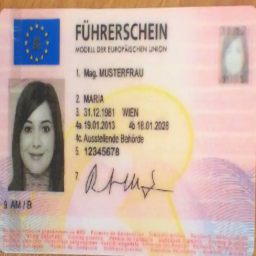 A
FÜHRERSCHEIN
MODELL DER EUROPÄISCHEN UNION
1. Mag. MUSTERFRAU
2. MARIA
3. 31.12.1981 WIEN
4a. 19.01.2013 4b. 18.01.2028
4c. Ausstellende Behörde
5. 12345678
7.
9. AM/B